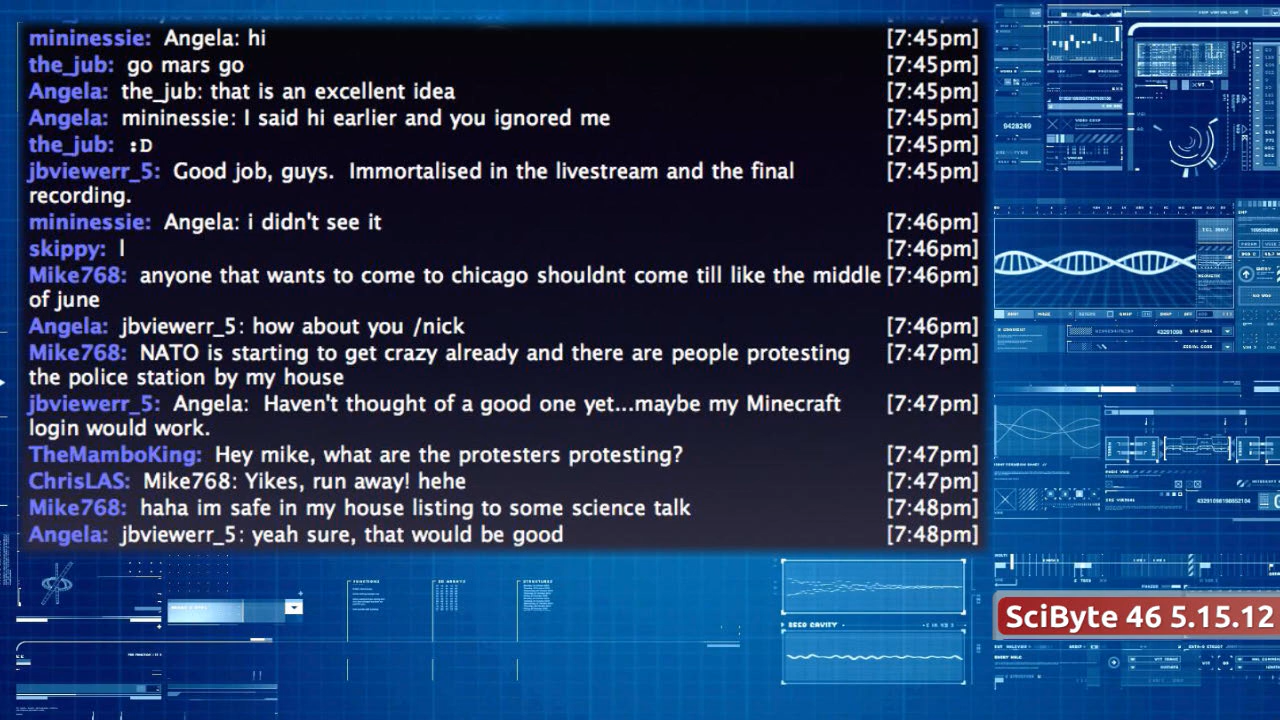 mininessie: Angela: hi [7:45pm]
the_jub: go mars go [7:45pm]
Angela: the_jub: that is an excellent idea [7:45pm]
Angela: mininessie: I said hi earlier and you ignored me [7:45pm]
the_jub: :D [7:45pm]
jbviewerr_5: Good job, guys. Immortalised in the livestream and the final [7:45pm]
recording.
mininessie: Angela: i didn't see it [7:46pm]
skippy: l [7:46pm]
Mike768: anyone that wants to come to chicago shouldnt come till like the middle [7:46pm]
of june
Angela: jbviewerr_5: how about you /nick [7:46pm]
Mike768: NATO is starting to get crazy already and there are people protesting [7:47pm]
the police station by my house
jbviewerr_5: Angela: Haven't thought of a good one yet...maybe my Minecraft [7:47pm]
login would work.
TheMamboKing: Hey mike, what are the protesters protesting? [7:47pm]
ChrisLAS: Mike768: Yikes, run away! hehe [7:47pm]
Mike768: haha im safe in my house listing to some science talk [7:48pm]
Angela: jbviewerr_5: yeah sure, that would be good [7:48pm]
9428249
43291098
SciByte 46 5.15.12